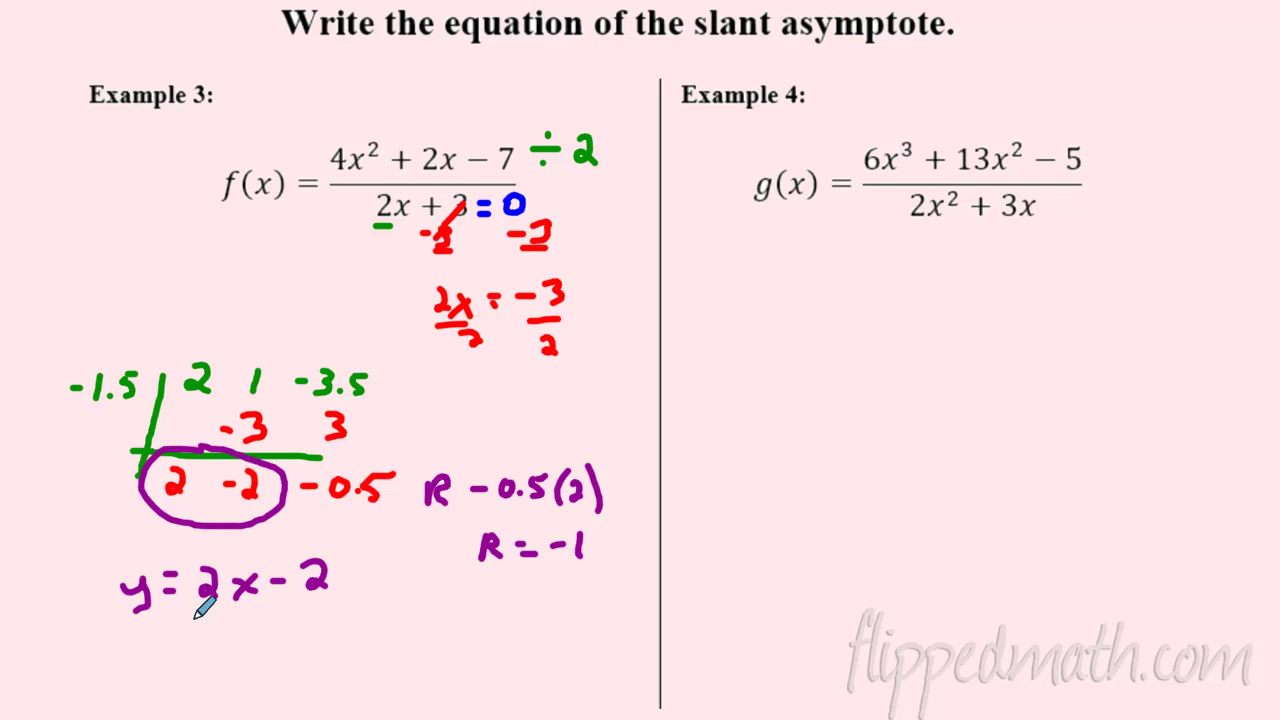 Write the equation of the slant asymptote.
Example 3:
f(x) = (4x² + 2x − 7)/(2x + 3) ÷ 2
= 0
-3 -3
2x = -3
2 2
-1.5 2 1 -3.5
-3 3
2 -2 -0.5
R -0.5(2)
R = -1
y = 2x - 2
Example 4:
g(x) = (6x³ + 13x² − 5)/(2x² + 3x)
flippedmath.com